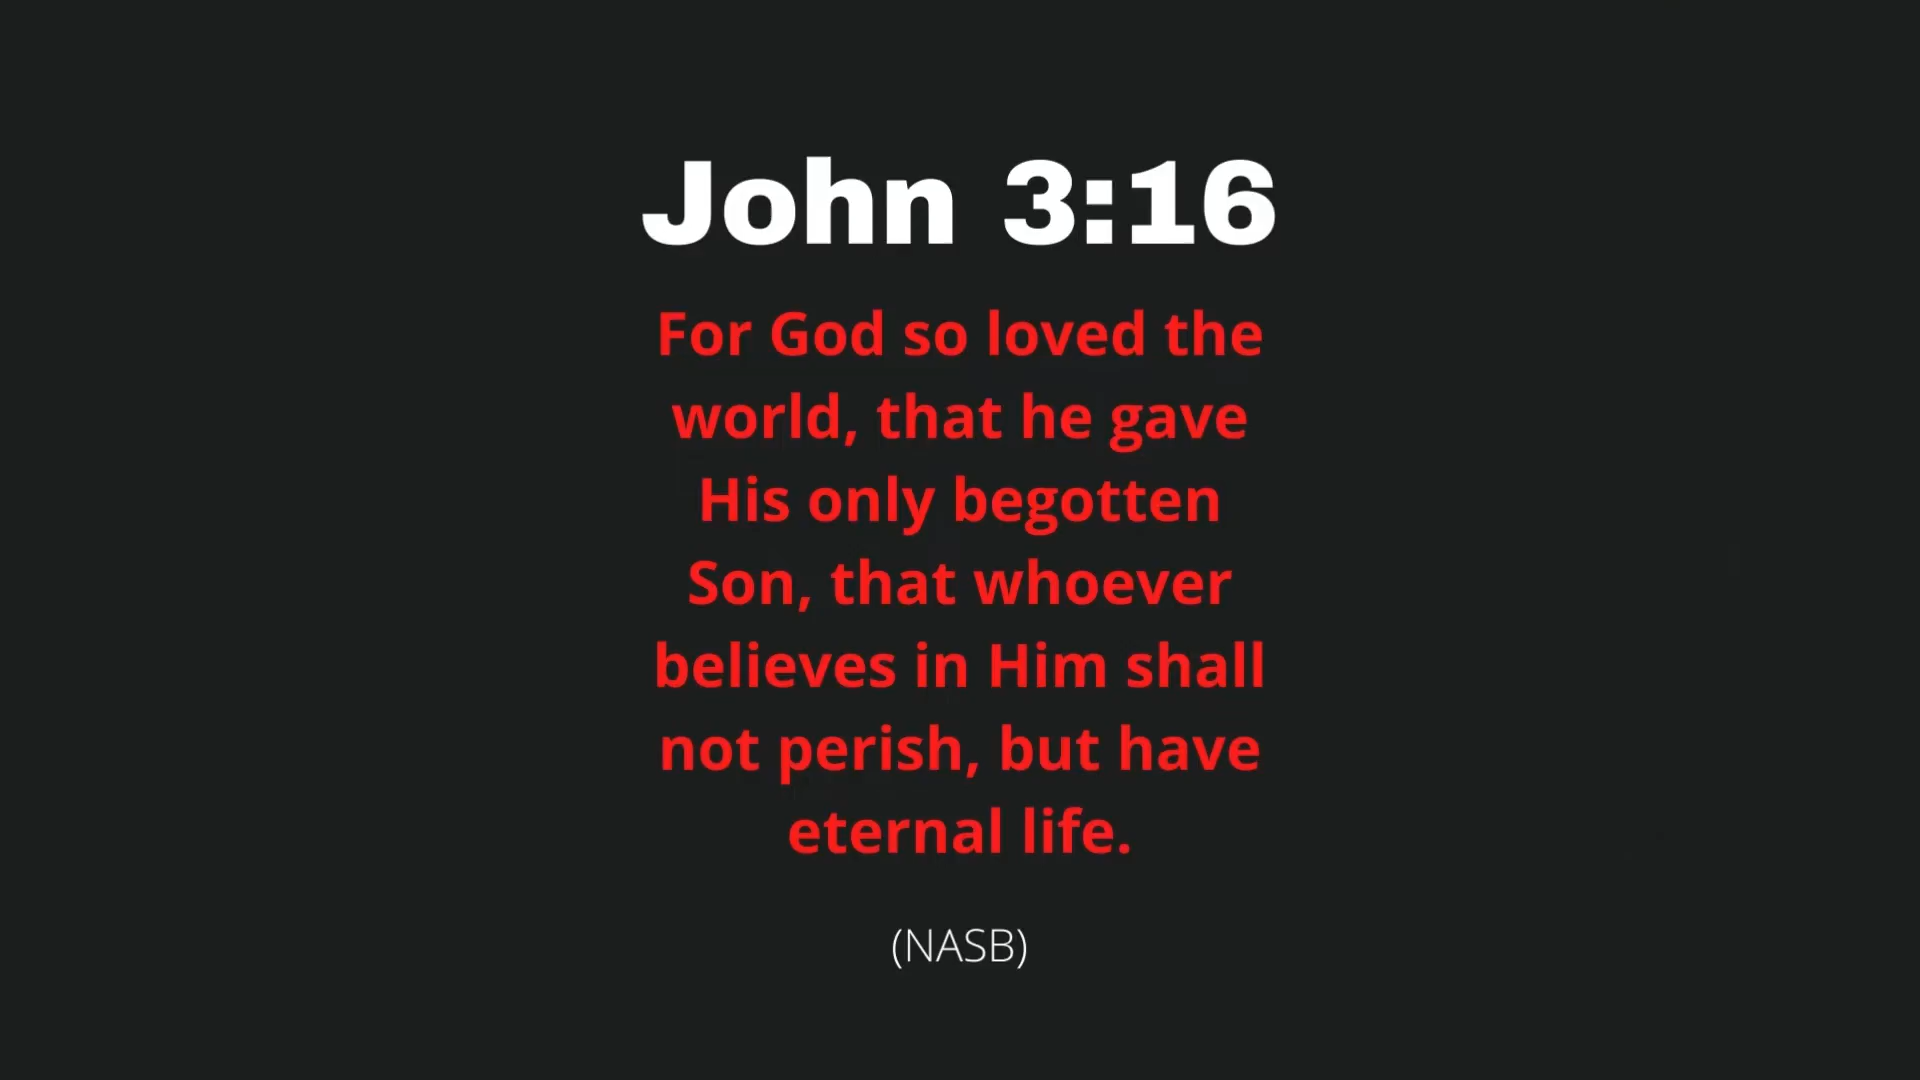 John 3:16
For God so loved the
world, that he gave
His only begotten
Son, that whoever
believes in Him shall
not perish, but have
eternal life.
(NASB)